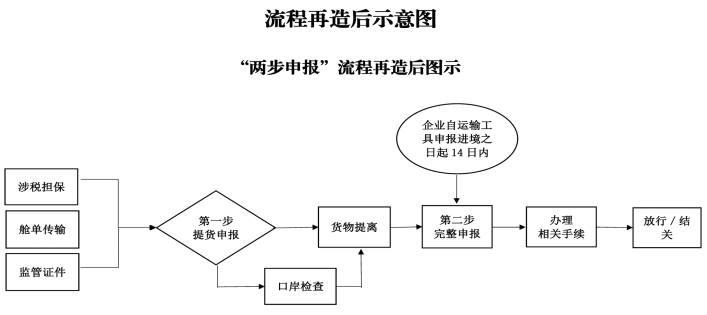 流程再造后示意图
“两步申报”流程再造后图示
企业自运输工
具申报进境之
日起 14 日内
涉税担保
舱单传输
监管证件
第一步
提货申报
货物提离
第二步
完整申报
办理
相关手续
放行／结
关
口岸检查